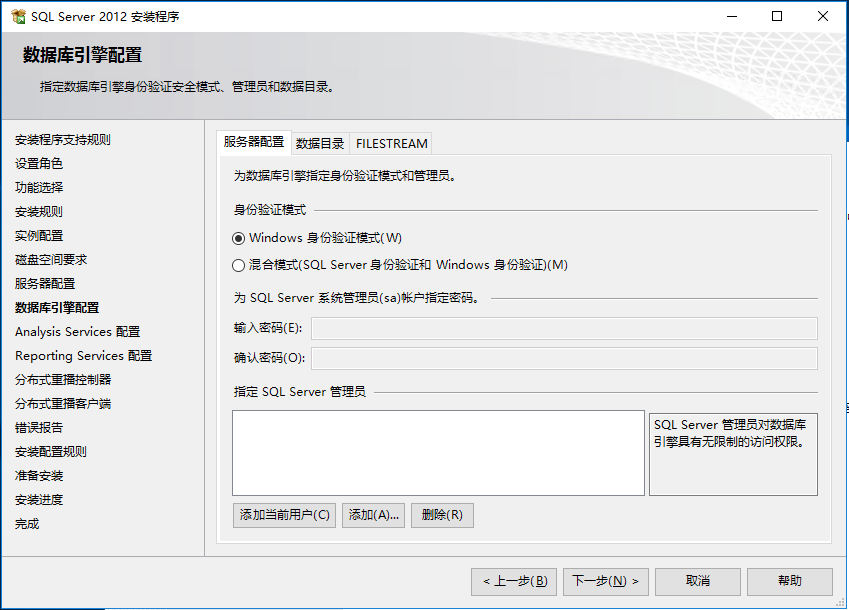 SQL Server 2012 安装程序
数据库引擎配置
指定数据库引擎身份验证安全模式、管理员和数据目录。
安装程序支持规则
设置角色
功能选择
安装规则
实例配置
磁盘空间要求
服务器配置
数据库引擎配置
Analysis Services 配置
Reporting Services 配置
分布式重播控制器
分布式重播客户端
错误报告
安装配置规则
准备安装
安装进度
完成
服务器配置 数据目录 FILESTREAM
为数据库引擎指定身份验证模式和管理员。
身份验证模式
Windows 身份验证模式(W)
混合模式(SQL Server 身份验证和 Windows 身份验证)(M)
为 SQL Server 系统管理员(sa)帐户指定密码。
输入密码(E):
确认密码(O):
指定 SQL Server 管理员
SQL Server 管理员对数据库
引擎具有无限制的访问权限。
添加当前用户(C) 添加(A)... 删除(R)
< 上一步(B) 下一步(N) > 取消 帮助